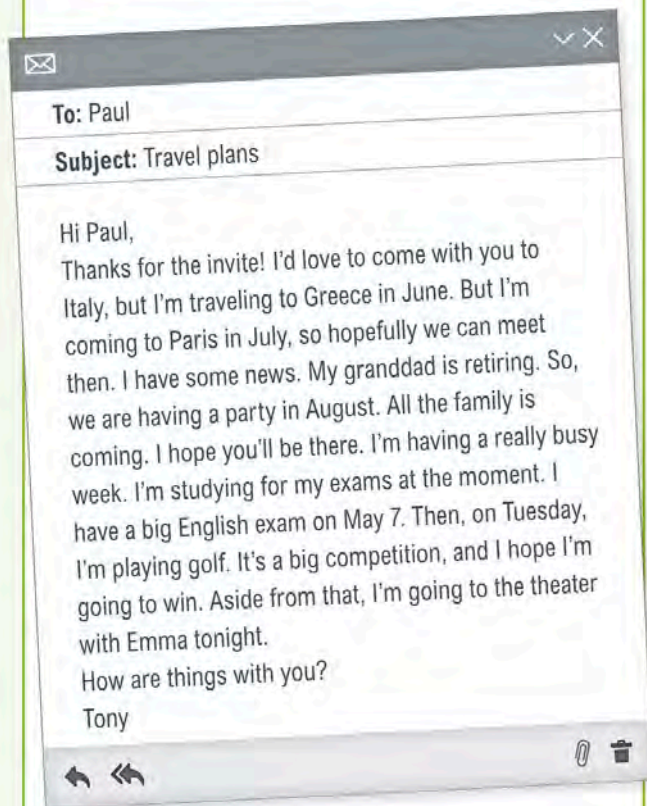 To: Paul
Subject: Travel plans
Hi Paul,
Thanks for the invite! I'd love to come with you to
Italy, but I'm traveling to Greece in June. But I'm
coming to Paris in July, so hopefully we can meet
then. I have some news. My granddad is retiring. So,
we are having a party in August. All the family is
coming. I hope you'll be there. I'm having a really busy
week. I'm studying for my exams at the moment. I
have a big English exam on May 7. Then, on Tuesday,
I'm playing golf. It's a big competition, and I hope I'm
going to win. Aside from that, I'm going to the theater
with Emma tonight.
How are things with you?
Tony